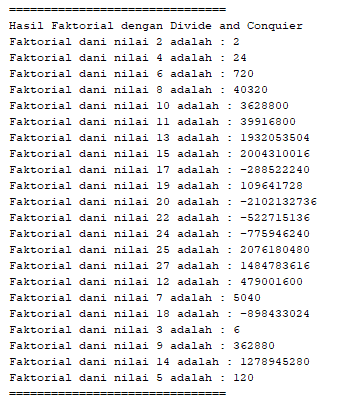 ===============================
Hasil Faktorial dengan Divide and Conquier
Faktorial dani nilai 2 adalah : 2
Faktorial dani nilai 4 adalah : 24
Faktorial dani nilai 6 adalah : 720
Faktorial dani nilai 8 adalah : 40320
Faktorial dani nilai 10 adalah : 3628800
Faktorial dani nilai 11 adalah : 39916800
Faktorial dani nilai 13 adalah : 1932053504
Faktorial dani nilai 15 adalah : 2004310016
Faktorial dani nilai 17 adalah : -288522240
Faktorial dani nilai 19 adalah : 109641728
Faktorial dani nilai 20 adalah : -2102132736
Faktorial dani nilai 22 adalah : -522715136
Faktorial dani nilai 24 adalah : -775946240
Faktorial dani nilai 25 adalah : 2076180480
Faktorial dani nilai 27 adalah : 1484783616
Faktorial dani nilai 12 adalah : 479001600
Faktorial dani nilai 7 adalah : 5040
Faktorial dani nilai 18 adalah : -898433024
Faktorial dani nilai 3 adalah : 6
Faktorial dani nilai 9 adalah : 362880
Faktorial dani nilai 14 adalah : 1278945280
Faktorial dani nilai 5 adalah : 120
===============================